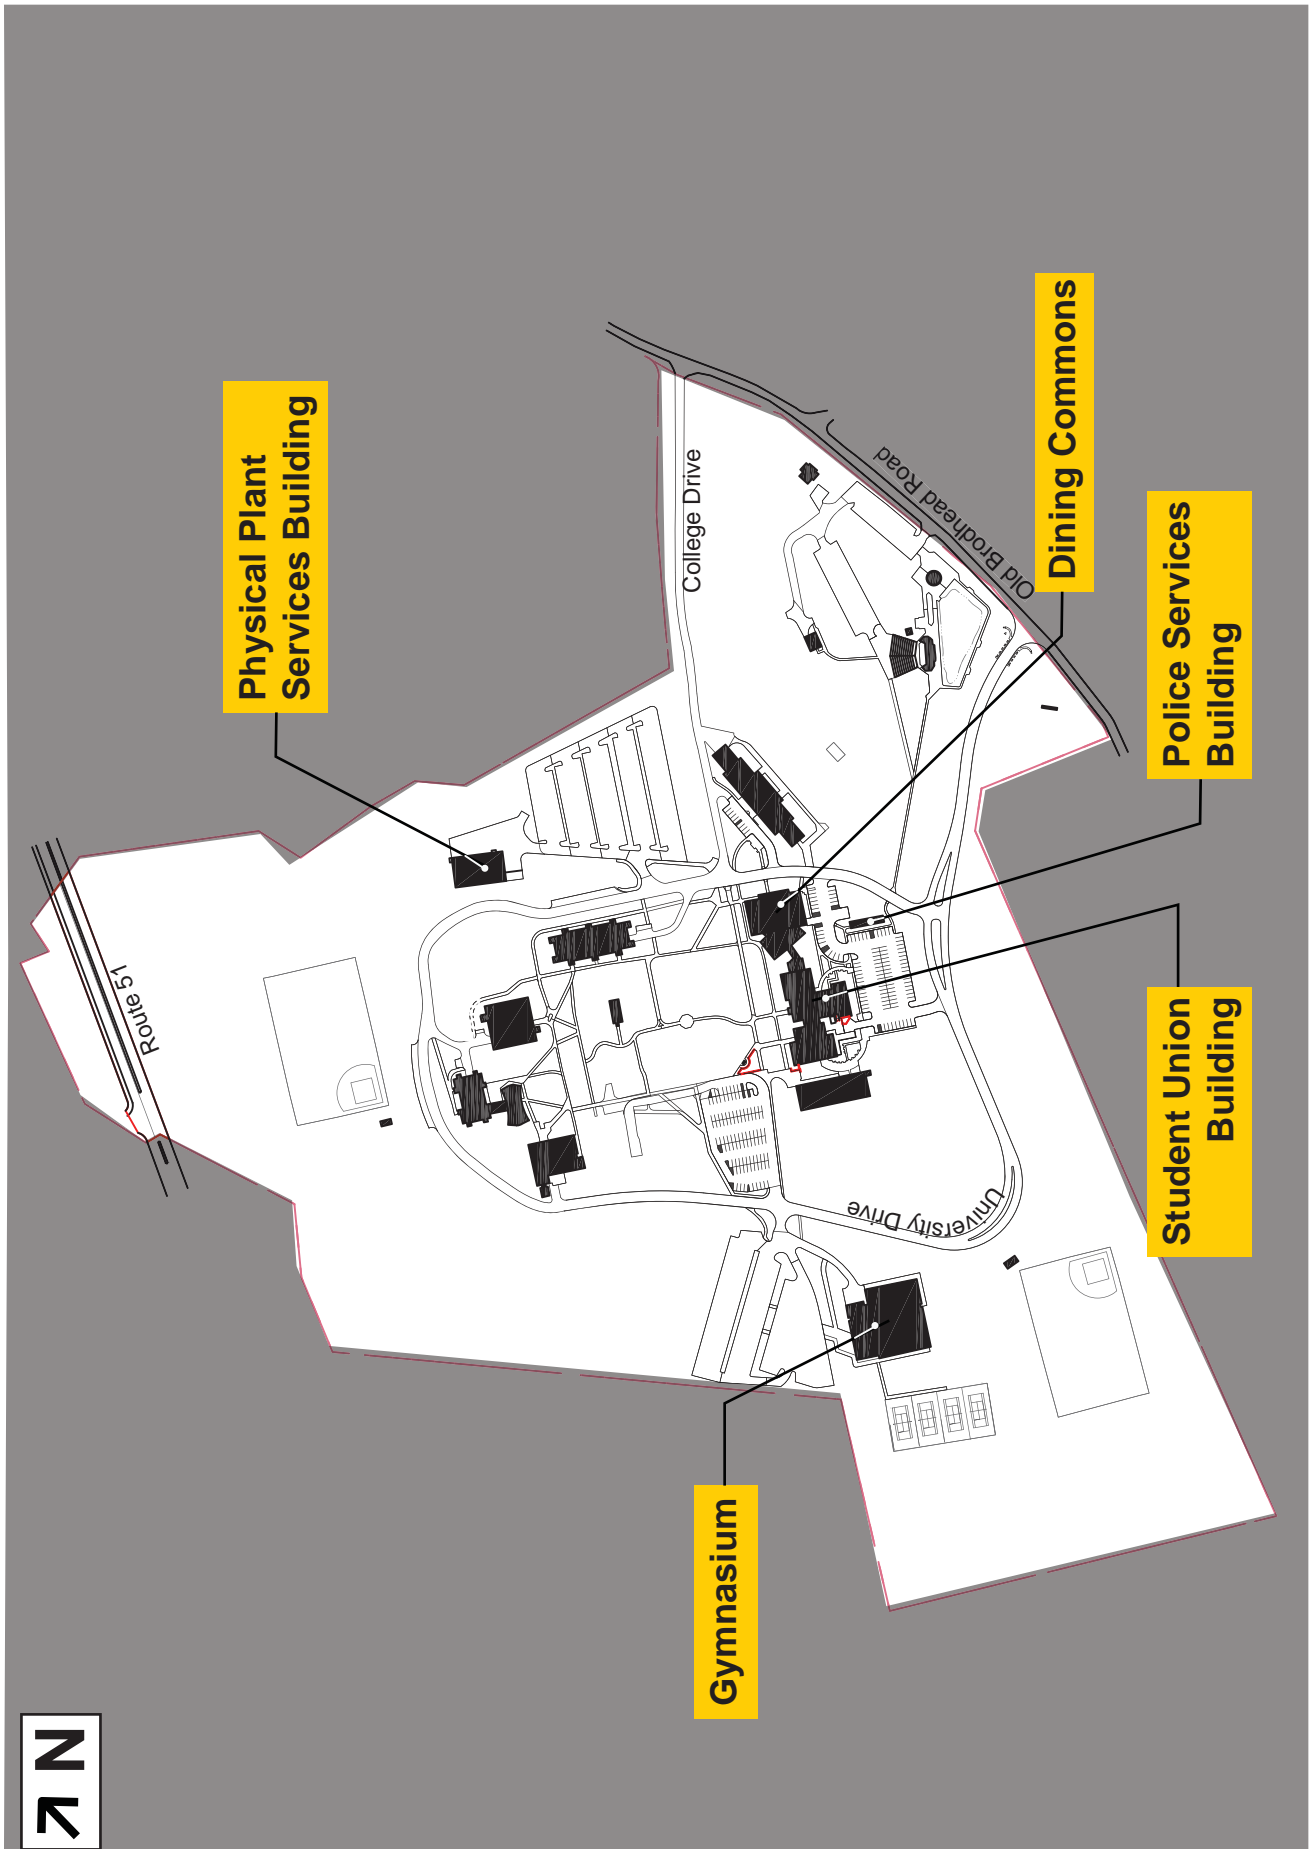 Route 51
Physical Plant
Services Building
College Drive
Old Brodhead Road
Dining Commons
Police Services
Building
Student Union
Building
University Drive
Gymnasium
N